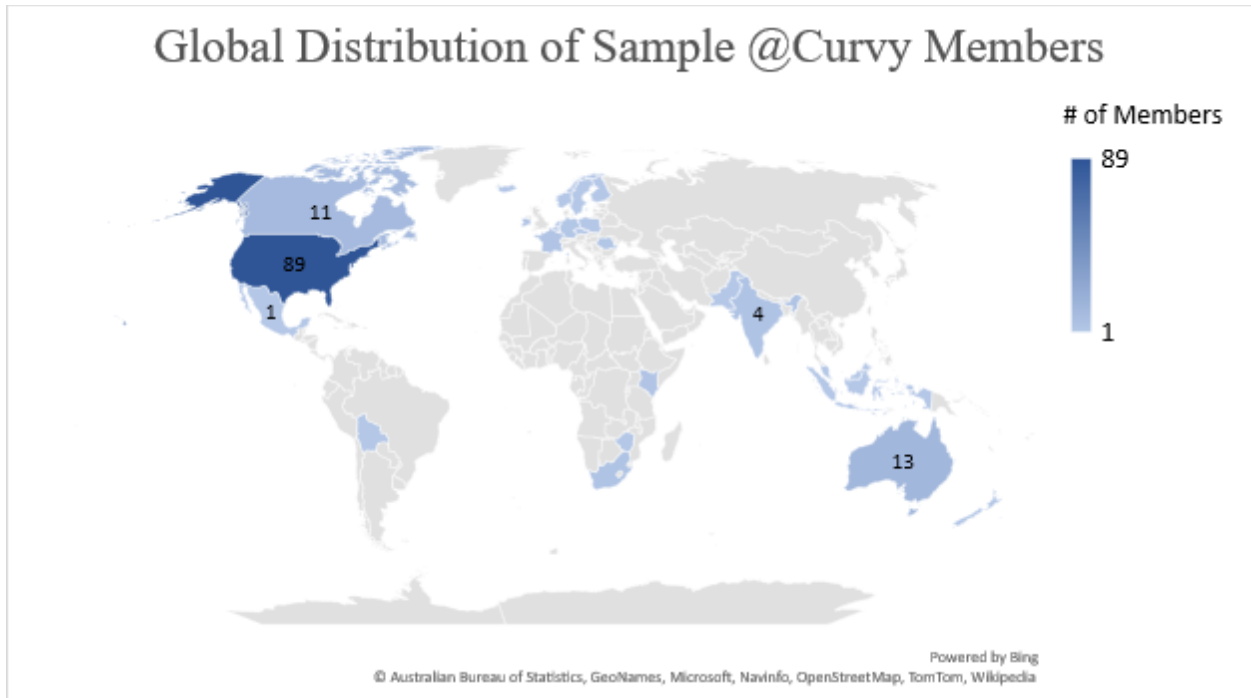 Global Distribution of Sample @Curvy Members
# of Members
89
1
11
89
1
4
13
Powered by Bing
© Australian Bureau of Statistics, GeoNames, Microsoft, Navinfo, OpenStreetMap, TomTom, Wikipedia